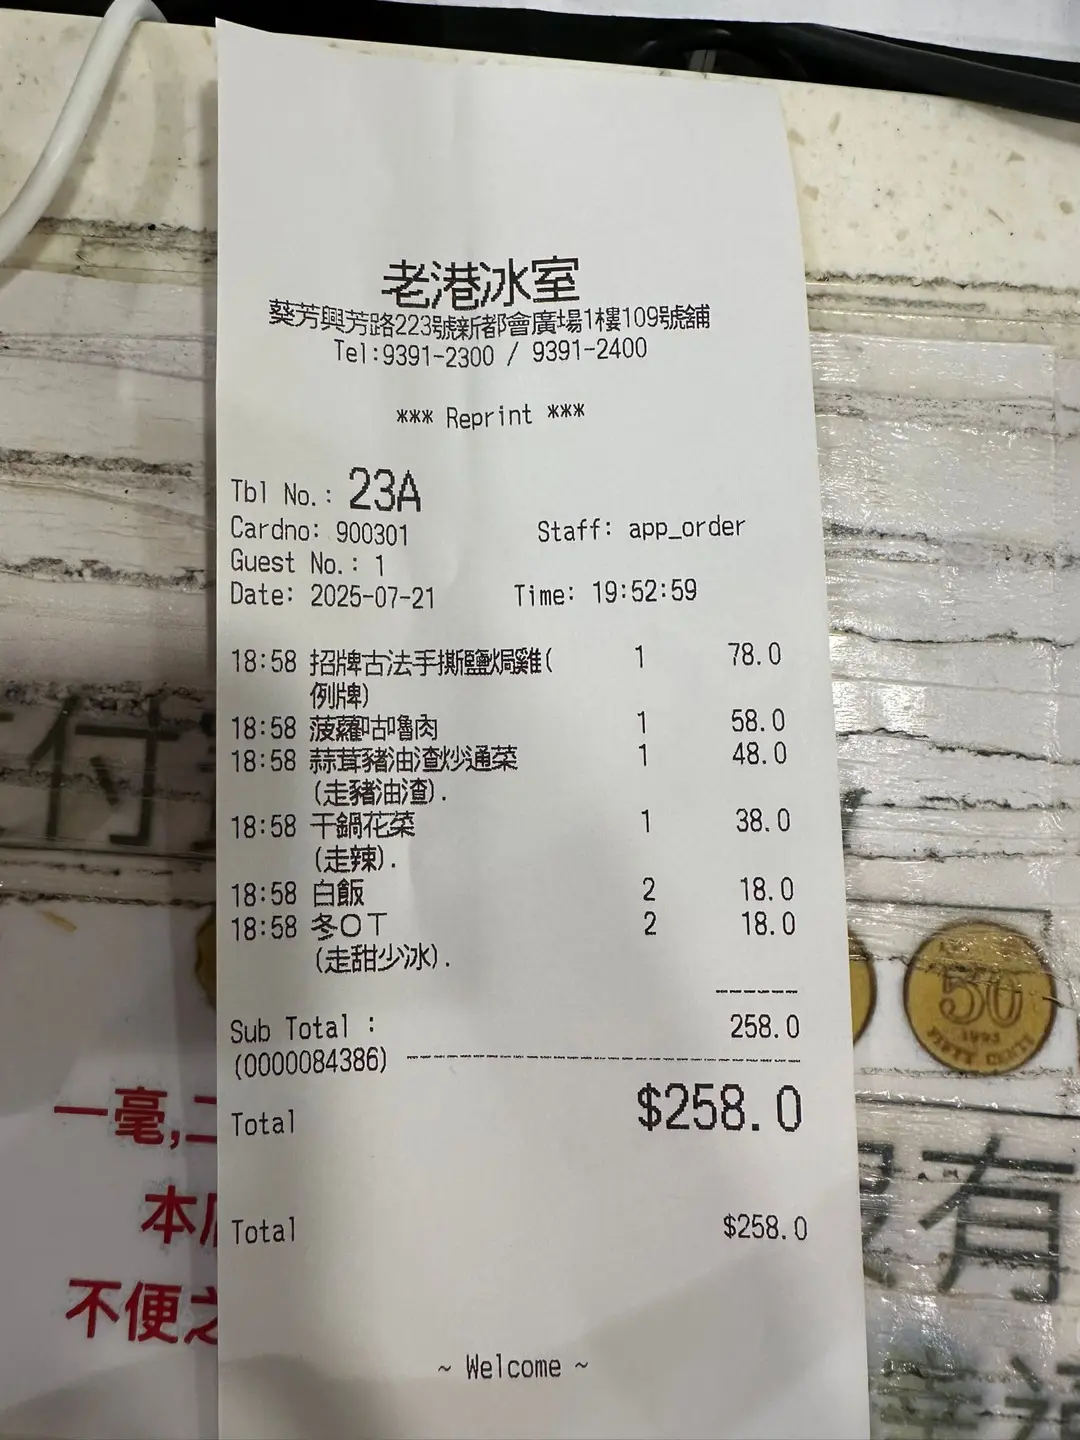 老港冰室
葵芳興芳路223號新都會廣場1樓109號舖
Tel:9391-2300 / 9391-2400
*** Reprint ***
Tbl No.: 23A
Cardno: 900301 Staff: app_order
Guest No.: 1
Date: 2025-07-21 Time: 19:52:59
18:58 招牌古法手撕鹽焗雞( 1 78.0
例牌)
18:58 菠蘿咕嚕肉 1 58.0
18:58 蒜茸豬油渣炒通菜 1 48.0
(走豬油渣).
18:58 干鍋花菜 1 38.0
(走辣).
18:58 白飯 2 18.0
18:58 冬OT 2 18.0
(走甜少冰).
Sub Total : 258.0
(0000084386)
Total $258.0
Total $258.0
~ Welcome ~
付
50
1993
FIFTY CENTS
一毫,二
本店
不便之
有